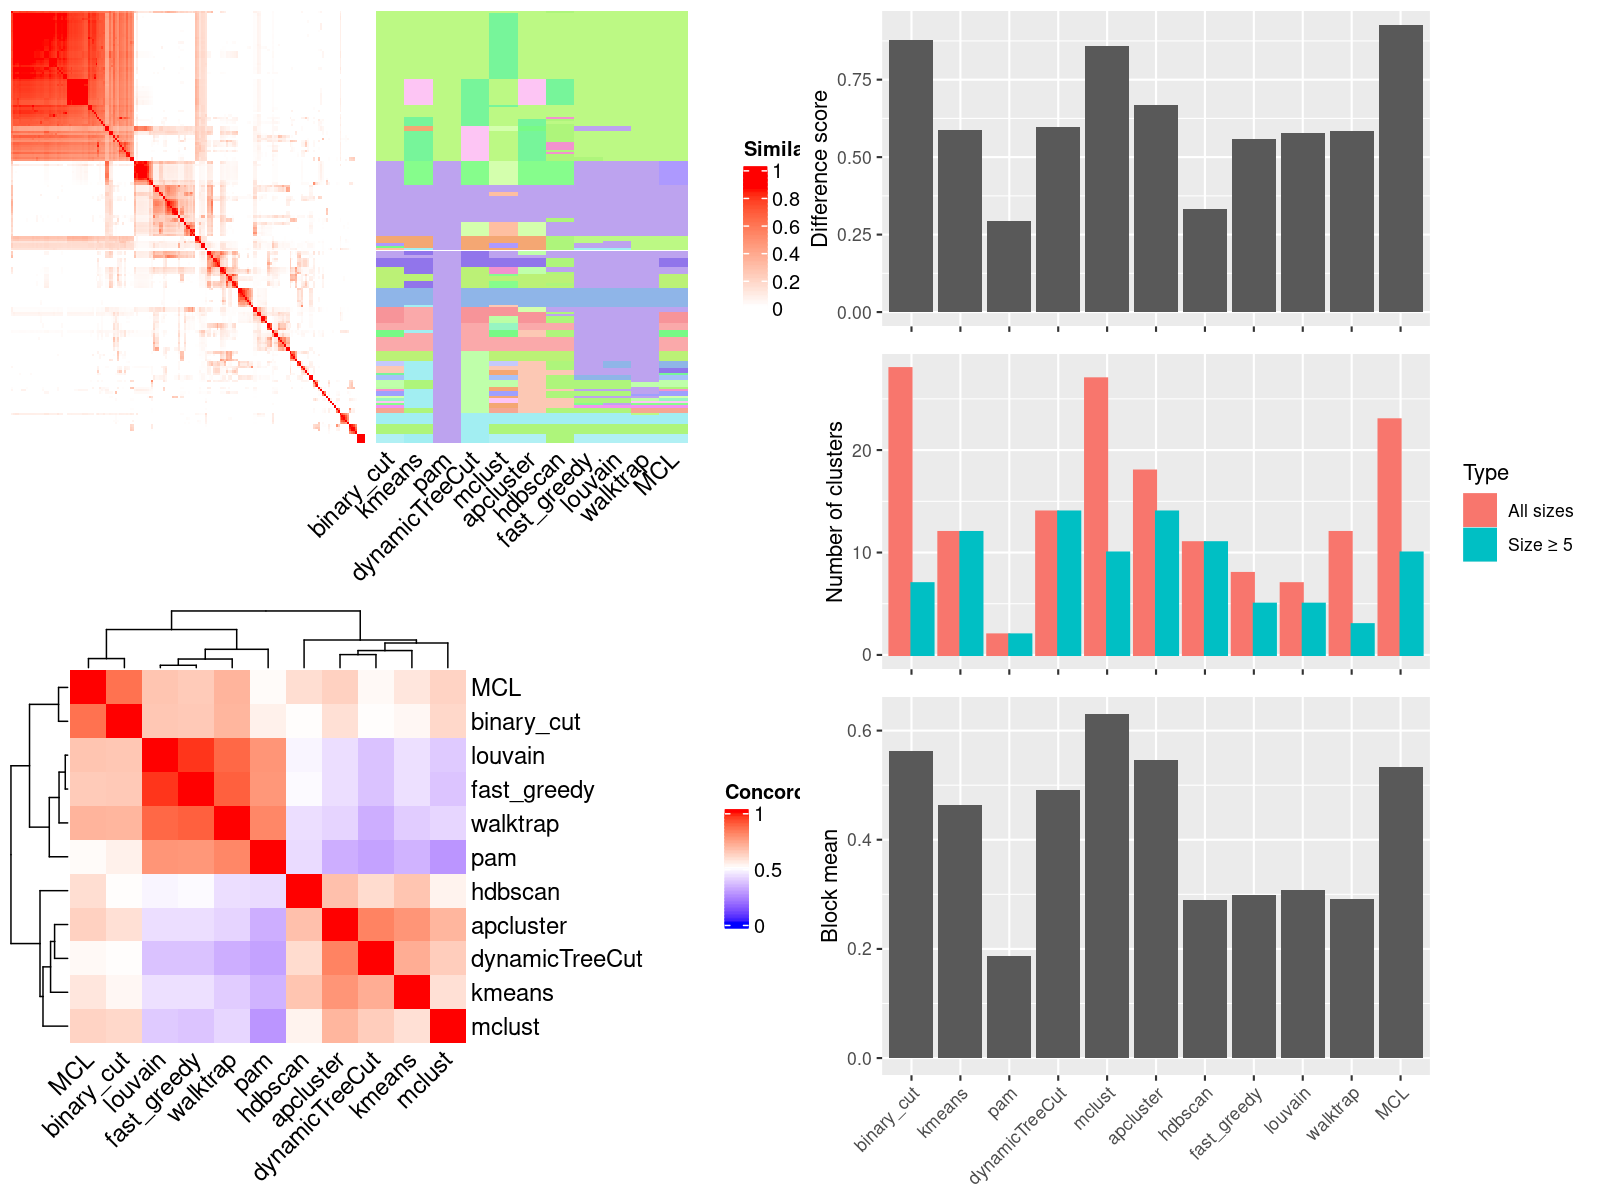 Simila
1
0.8
0.6
0.4
0.2
0
binary_cut
kmeans
pam
dynamicTreeCut
mclust
apcluster
hdbscan
fast_greedy
louvain
walktrap
MCL
Difference score
0.75
0.50
0.25
0.00
Number of clusters
20
10
0
Type
All sizes
Size ≥ 5
MCL
binary_cut
louvain
fast_greedy
walktrap
pam
hdbscan
apcluster
dynamicTreeCut
kmeans
mclust
MCL
binary_cut
louvain
fast_greedy
walktrap
pam
hdbscan
apcluster
dynamicTreeCut
kmeans
mclust
Concord
1
0.5
0
Block mean
0.6
0.4
0.2
0.0
binary_cut
kmeans
pam
dynamicTreeCut
mclust
apcluster
hdbscan
fast_greedy
louvain
walktrap
MCL